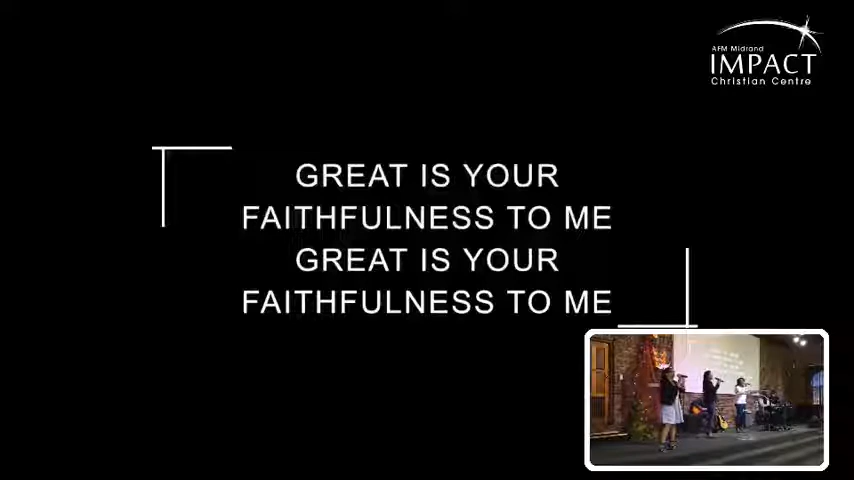 AFM Midrand
IMPACT
Christian Centre
GREAT IS YOUR
FAITHFULNESS TO ME
GREAT IS YOUR
FAITHFULNESS TO ME